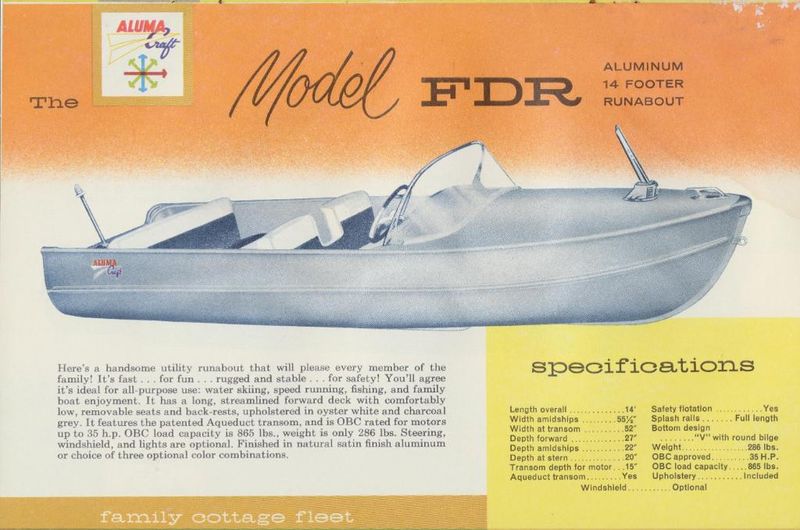 ALUMA
Craft
The
Model FDR
ALUMINUM
14 FOOTER
RUNABOUT
ALUMA
Craft
Here's a handsome utility runabout that will please every member of the
family! It's fast . . . for fun . . . rugged and stable . . . for safety! You'll agree
it's ideal for all-purpose use: water skiing, speed running, fishing, and family
boat enjoyment. It has a long, streamlined forward deck with comfortably
low, removable seats and back-rests, upholstered in oyster white and charcoal
grey. It features the patented Aqueduct transom, and is OBC rated for motors
up to 35 h.p. OBC load capacity is 865 lbs., weight is only 286 lbs. Steering,
windshield, and lights are optional. Finished in natural satin finish aluminum
or choice of three optional color combinations.
specifications
Length overall .............14'
Width amidships .........55½"
Width at transom ..........52"
Depth forward .............27"
Depth amidships ..........22"
Depth at stern .............20"
Transom depth for motor ..15"
Aqueduct transom........Yes
Safety flotation ............Yes
Splash rails .......Full length
Bottom design
........"V" with round bilge
Weight...................286 lbs.
OBC approved..........35 H.P.
OBC load capacity.....865 lbs.
Upholstery...........Included
Windshield...........Optional
family cottage fleet